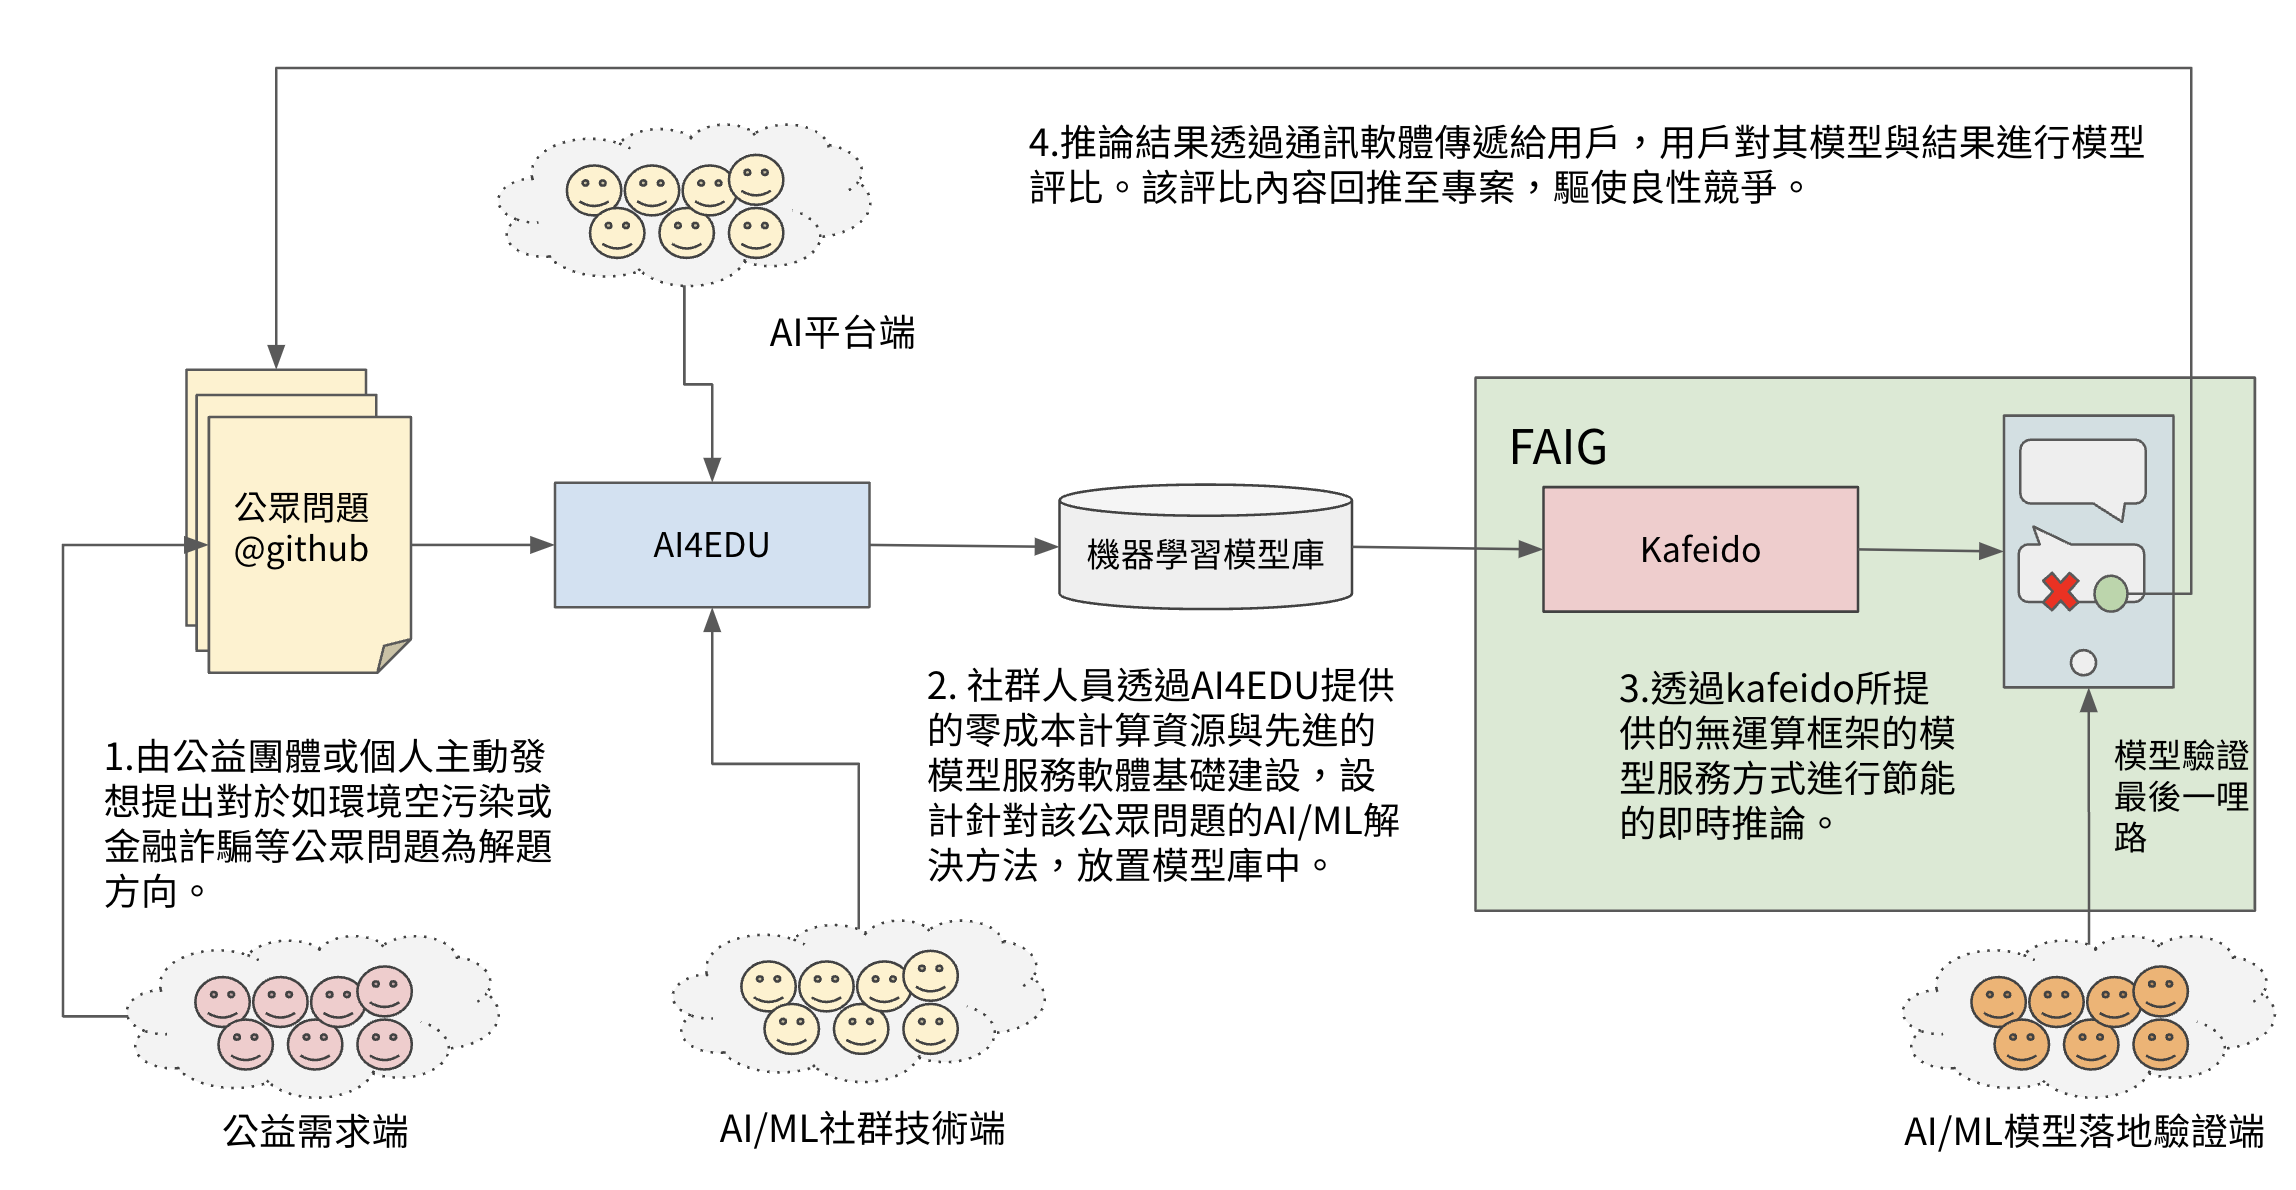 4.推論結果透過通訊軟體傳遞給用戶，用戶對其模型與結果進行模型
評比。該評比內容回推至專案，驅使良性競爭。
AI平台端
FAIG
公眾問題
@github
AI4EDU
機器學習模型庫
Kafeido
1.由公益團體或個人主動發
想提出對於如環境空污染或
金融詐騙等公眾問題為解題
方向。
2. 社群人員透過AI4EDU提供
的零成本計算資源與先進的
模型服務軟體基礎建設，設
計針對該公眾問題的AI/ML解
決方法，放置模型庫中。
3.透過kafeido所提
供的無運算框架的模
型服務方式進行節能
的即時推論。
模型驗證
最後一哩
路
公益需求端
AI/ML社群技術端
AI/ML模型落地驗證端